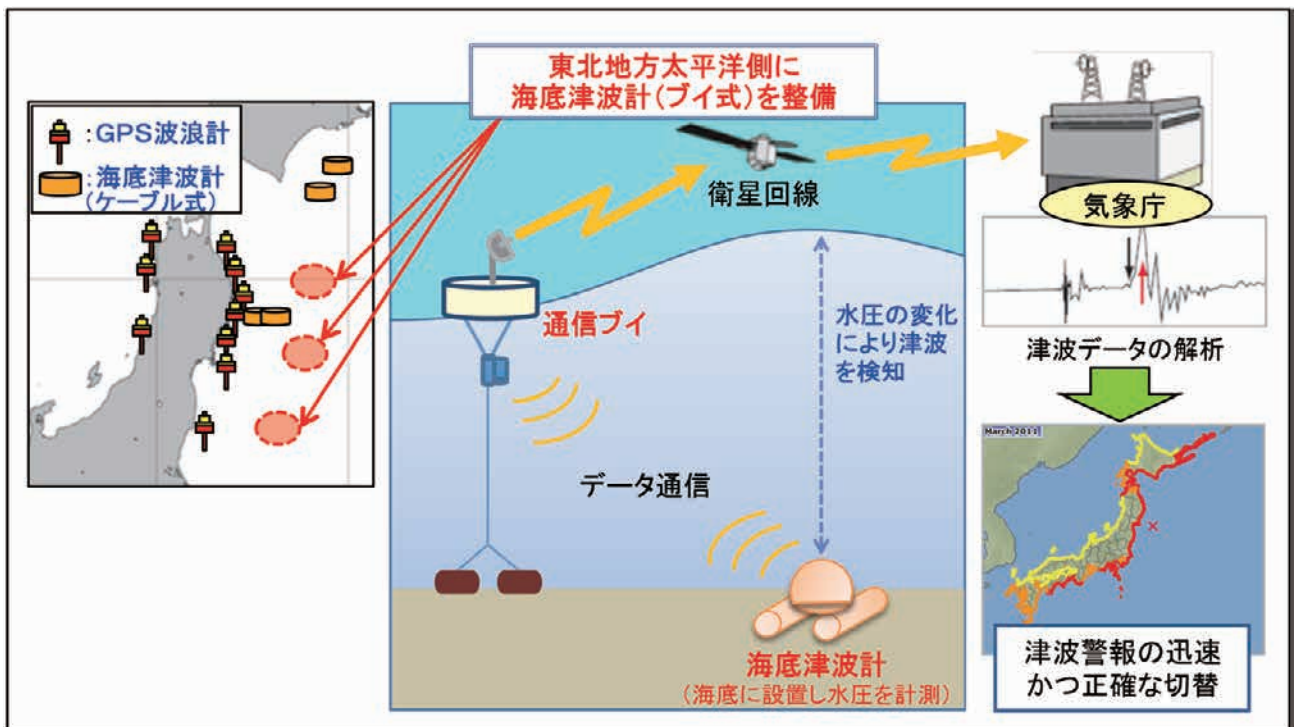 東北地方太平洋側に
海底津波計(ブイ式)を整備
:GPS波浪計
:海底津波計
(ケーブル式)
衛星回線
通信ブイ
水圧の変化
により津波
を検知
データ通信
海底津波計
(海底に設置し水圧を計測)
気象庁
津波データの解析
March 2011
津波警報の迅速
かつ正確な切替